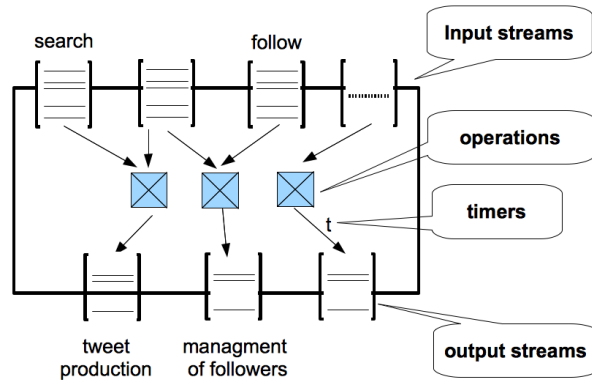 search
follow
Input streams
operations
timers
t
tweet
production
managment
of followers
output streams